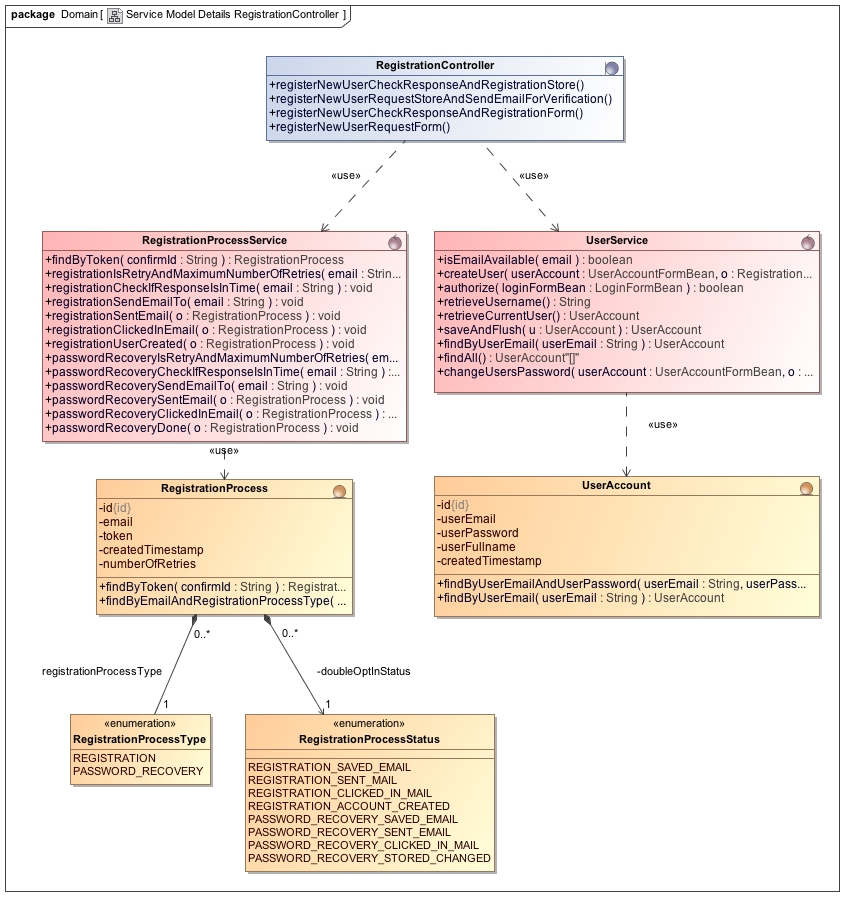 package Domain[ Service Model Details RegistrationController ]
RegistrationController
+registerNewUserCheckResponseAndRegistrationStore()
+registerNewUserRequestStoreAndSendEmailForVerification()
+registerNewUserCheckResponseAndRegistrationForm()
+registerNewUserRequestForm()
«use»
«use»
RegistrationProcessService
+findByToken( confirmId : String ) : RegistrationProcess
+registrationIsRetryAndMaximumNumberOfRetries( email : Strin...
+registrationCheckIfResponseIsInTime( email : String ) : void
+registrationSendEmailTo( email : String ) : void
+registrationSentEmail( o : RegistrationProcess ) : void
+registrationClickedInEmail( o : RegistrationProcess ) : void
+registrationUserCreated( o : RegistrationProcess ) : void
+passwordRecoveryIsRetryAndMaximumNumberOfRetries( em...
+passwordRecoveryCheckIfResponseIsInTime( email : String ) :...
+passwordRecoverySendEmailTo( email : String ) : void
+passwordRecoverySentEmail( o : RegistrationProcess ) : void
+passwordRecoveryClickedInEmail( o : RegistrationProcess ) : ...
+passwordRecoveryDone( o : RegistrationProcess ) : void
UserService
+isEmailAvailable( email ) : boolean
+createUser( userAccount : UserAccountFormBean, o : Registration...
+authorize( loginFormBean : LoginFormBean ) : boolean
+retrieveUsername() : String
+retrieveCurrentUser() : UserAccount
+saveAndFlush( u : UserAccount ) : UserAccount
+findByUserEmail( userEmail : String ) : UserAccount
+findAll() : UserAccount"[]"
+changeUsersPassword( userAccount : UserAccountFormBean, o : ...
«use»
«use»
RegistrationProcess
-id{id}
-email
-token
-createdTimestamp
-numberOfRetries
+findByToken( confirmId : String ) : Registrat...
+findByEmailAndRegistrationProcessType( ...
UserAccount
-id{id}
-userEmail
-userPassword
-userFullname
-createdTimestamp
+findByUserEmailAndUserPassword( userEmail : String, userPass...
+findByUserEmail( userEmail : String ) : UserAccount
0..*
0..*
registrationProcessType
-doubleOptInStatus
1
1
«enumeration»
RegistrationProcessType
REGISTRATION
PASSWORD_RECOVERY
«enumeration»
RegistrationProcessStatus
REGISTRATION_SAVED_EMAIL
REGISTRATION_SENT_MAIL
REGISTRATION_CLICKED_IN_MAIL
REGISTRATION_ACCOUNT_CREATED
PASSWORD_RECOVERY_SAVED_EMAIL
PASSWORD_RECOVERY_SENT_EMAIL
PASSWORD_RECOVERY_CLICKED_IN_MAIL
PASSWORD_RECOVERY_STORED_CHANGED